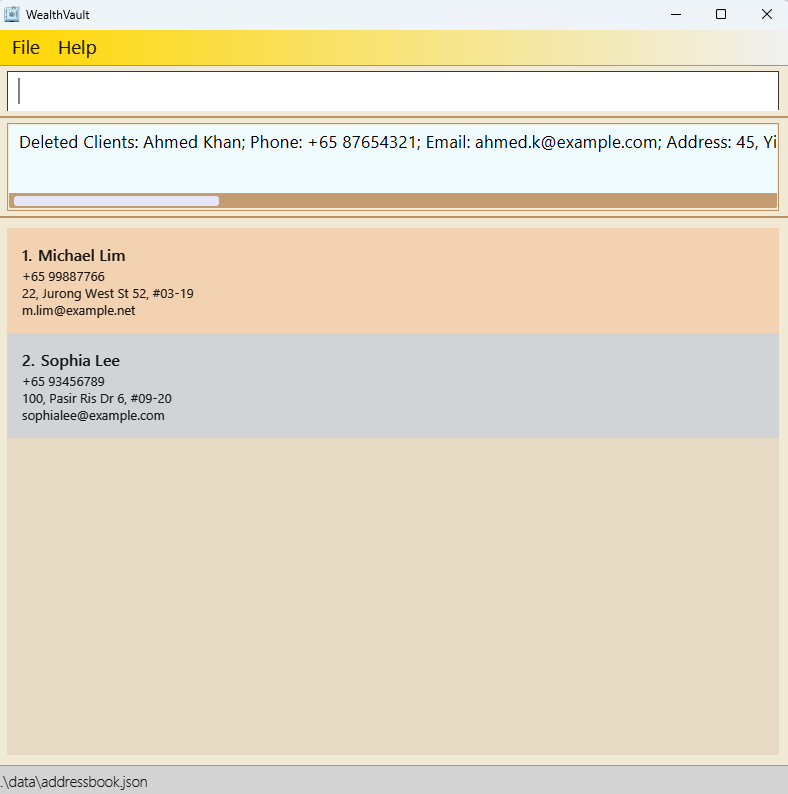 WealthVault
File Help
Deleted Clients: Ahmed Khan; Phone: +65 87654321; Email: ahmed.k@example.com; Address: 45, Yi
1. Michael Lim
+65 99887766
22, Jurong West St 52, #03-19
m.lim@example.net
2. Sophia Lee
+65 93456789
100, Pasir Ris Dr 6, #09-20
sophialee@example.com
.\data\addressbook.json